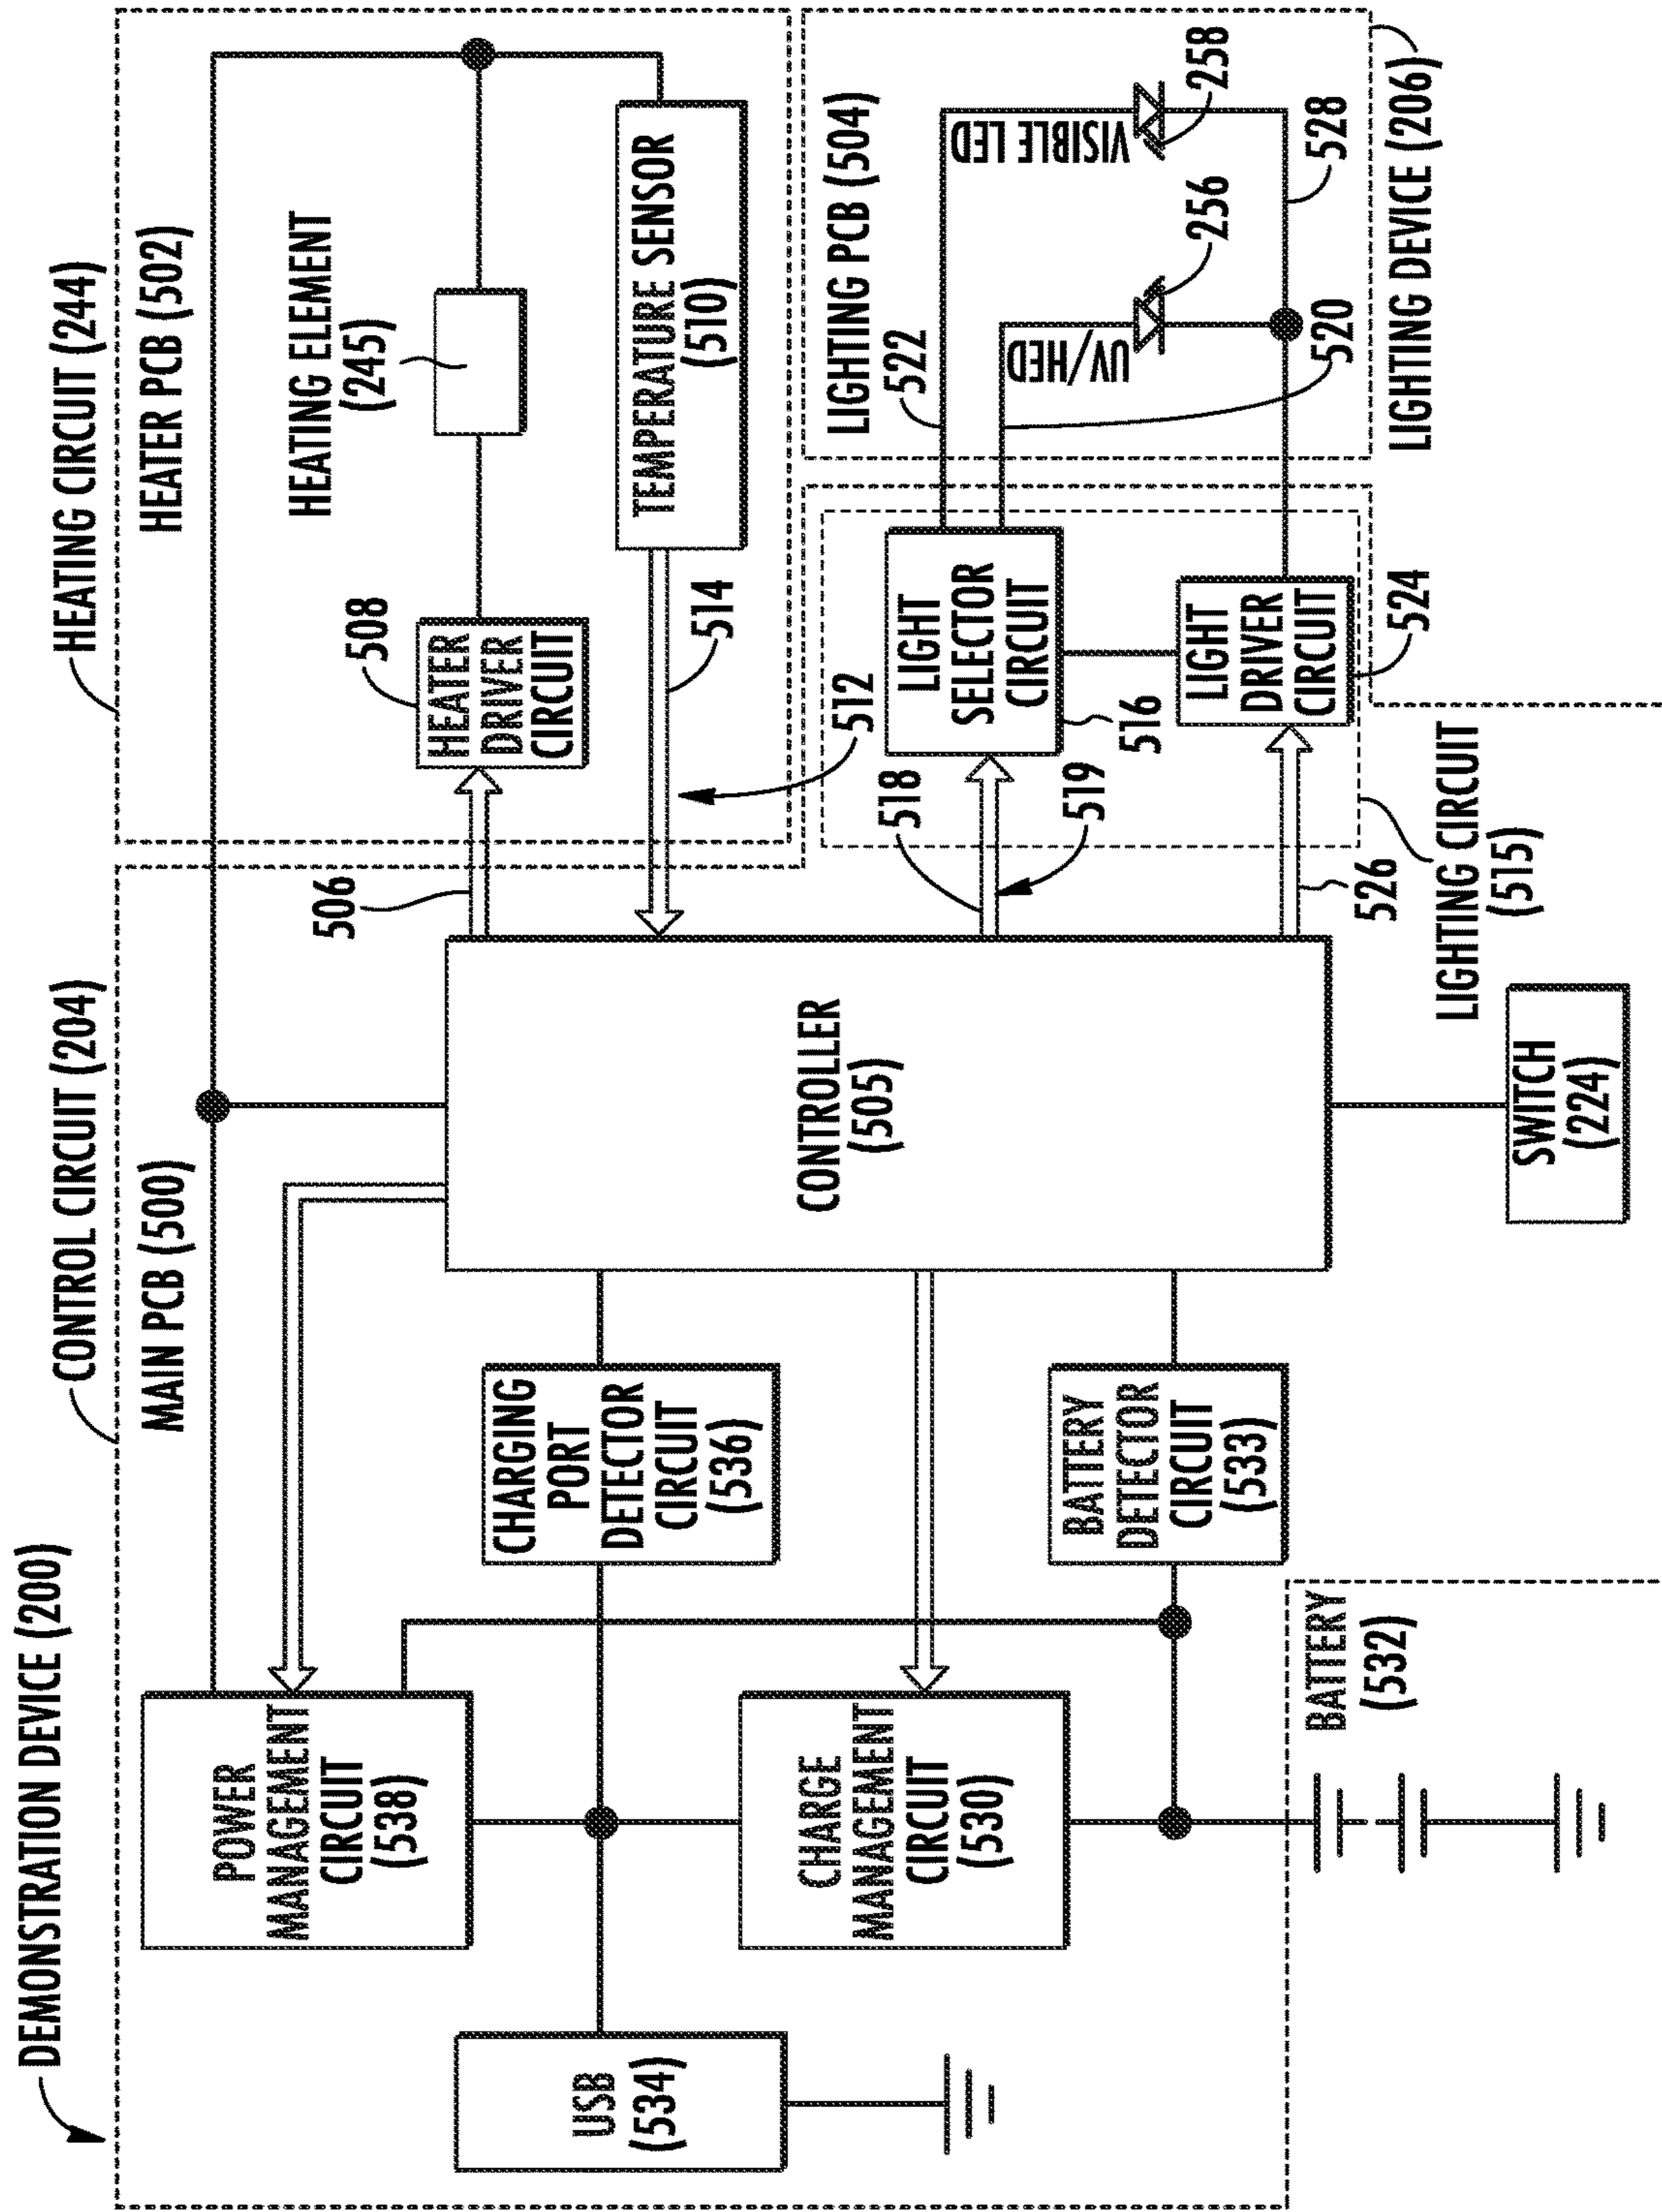 DEMONSTRATION DEVICE (200)
CONTROL CIRCUIT (204)
HEATING CIRCUIT (244)
MAIN PCB (500)
HEATER PCB (502)
POWER
MANAGEMENT
CIRCUIT
(538)
USB
(534)
CHARGING
PORT
DETECTOR
CIRCUIT
(536)
CHARGE
MANAGEMENT
CIRCUIT
(530)
BATTERY
DETECTOR
CIRCUIT
(533)
BATTERY
(532)
CONTROLLER
(505)
SWITCH
(224)
506
508
HEATER
DRIVER
CIRCUIT
HEATING ELEMENT
(245)
TEMPERATURE SENSOR
(510)
514
512
518
519
LIGHT
SELECTOR
CIRCUIT
516
LIGHT
DRIVER
CIRCUIT
524
526
LIGHTING CIRCUIT
(515)
LIGHTING PCB (504)
522
VISIBLE LED
258
UV/HED
256
520
528
LIGHTING DEVICE (206)